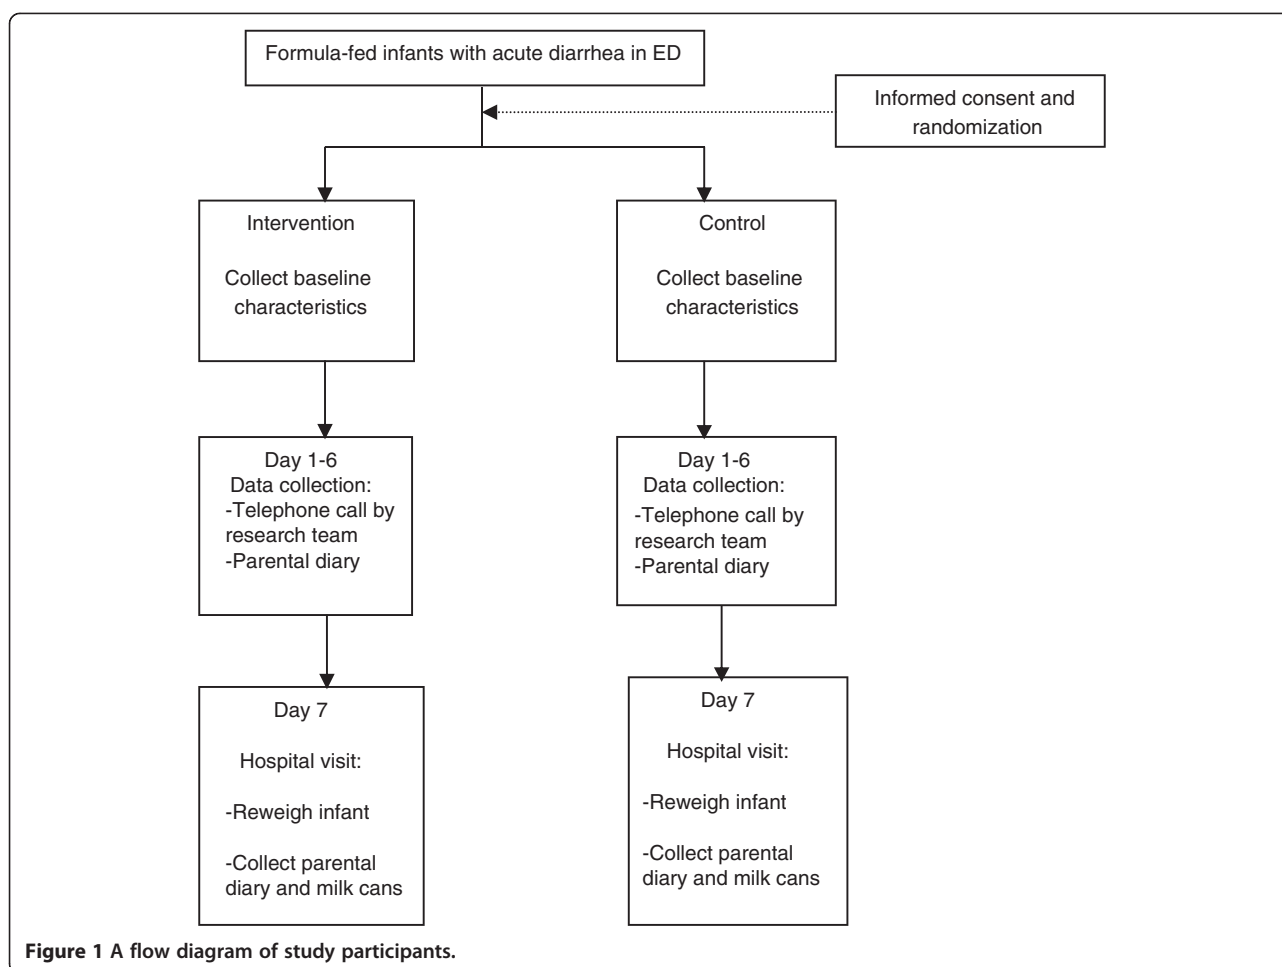 Formula-fed infants with acute diarrhea in ED
Informed consent and
randomization
Intervention
Collect baseline
characteristics
Control
Collect baseline
characteristics
Day 1-6
Data collection:
-Telephone call by
research team
-Parental diary
Day 1-6
Data collection:
-Telephone call by
research team
-Parental diary
Day 7
Hospital visit:
-Reweigh infant
-Collect parental
diary and milk cans
Day 7
Hospital visit:
-Reweigh infant
-Collect parental
diary and milk cans
Figure 1 A flow diagram of study participants.